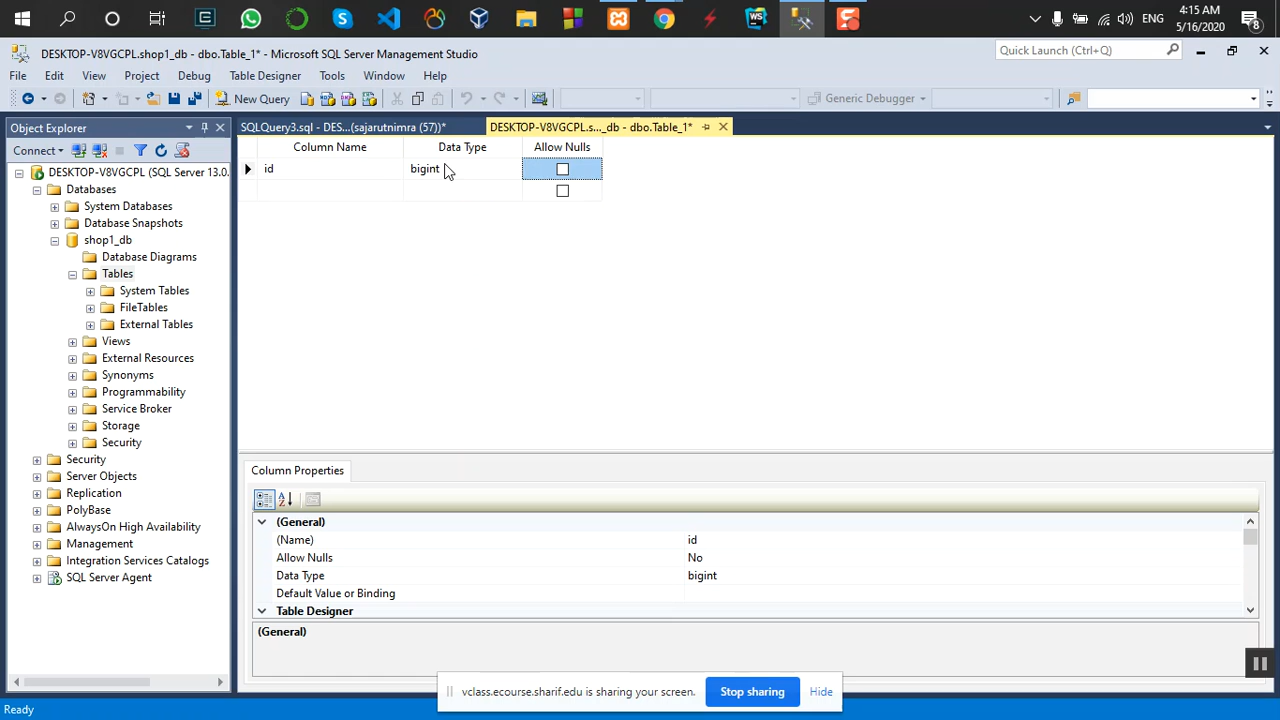 4:15 AM
ENG
5/16/2020
8
DESKTOP-V8VGCPL.shop1_db - dbo.Table_1* - Microsoft SQL Server Management Studio
Quick Launch (Ctrl+Q)
File Edit View Project Debug Table Designer Tools Window Help
New Query Generic Debugger
Object Explorer
SQLQuery3.sql - DES...(sajarutnimra (57))*
DESKTOP-V8VGCPL.s..._db - dbo.Table_1*
Connect
DESKTOP-V8VGCPL (SQL Server 13.0.
Databases
System Databases
Database Snapshots
shop1_db
Database Diagrams
Tables
System Tables
FileTables
External Tables
Views
External Resources
Synonyms
Programmability
Service Broker
Storage
Security
Security
Server Objects
Replication
PolyBase
AlwaysOn High Availability
Management
Integration Services Catalogs
SQL Server Agent
Column Name Data Type Allow Nulls
id bigint
Column Properties
(General)
(Name) id
Allow Nulls No
Data Type bigint
Default Value or Binding
Table Designer
(General)
vclass.ecourse.sharif.edu is sharing your screen. Stop sharing Hide
Ready